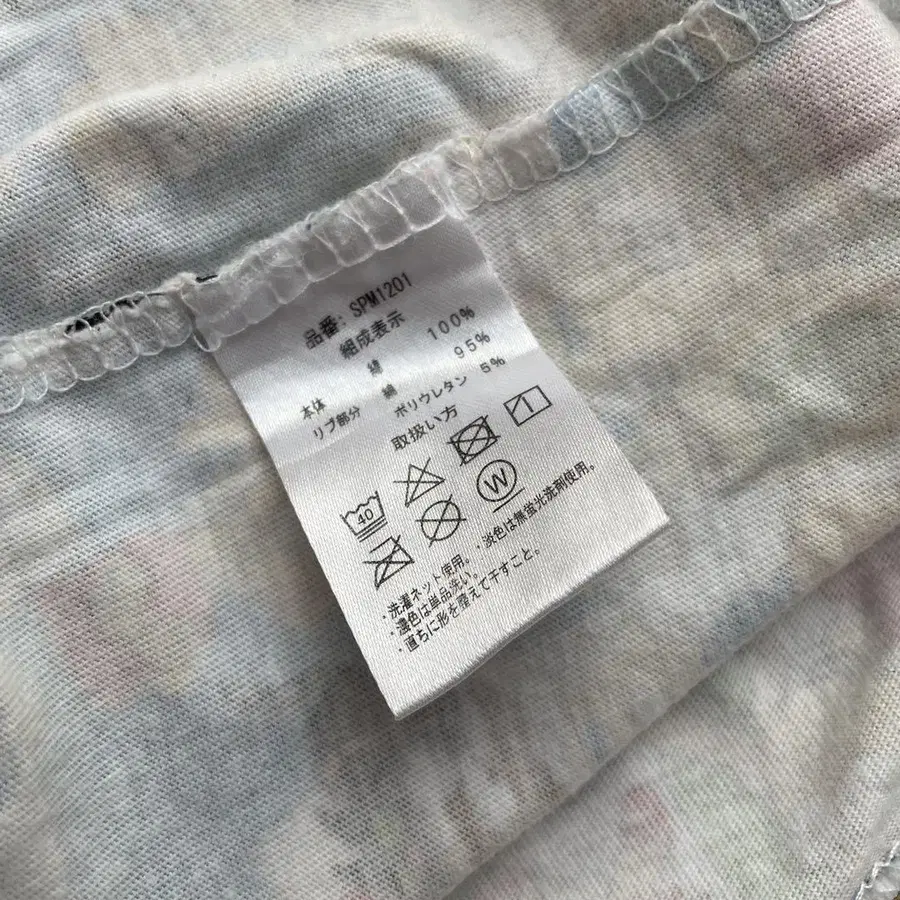 品番: SPM1201
組成表示
本体 綿 100%
リブ部分 綿 95%
ポリウレタン 5%
取扱い方
40
W
・洗濯ネット使用。・淡色は無蛍光洗剤使用。
・濃色は単品洗い。
・直ちに形を整えて干すこと。